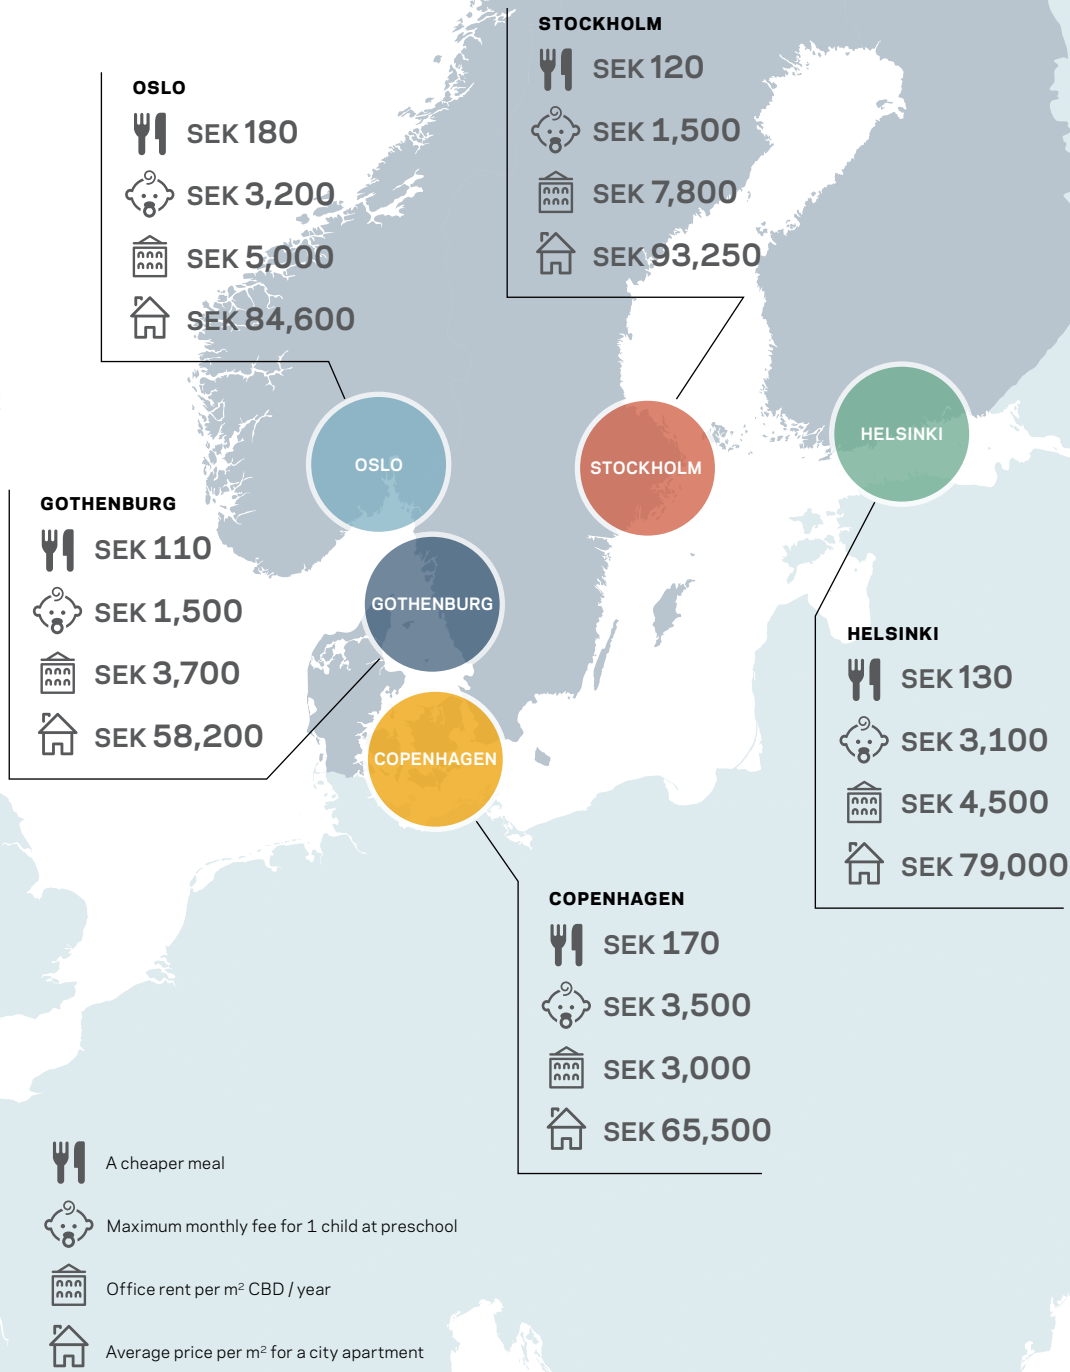 STOCKHOLM
SEK 120
SEK 1,500
SEK 7,800
SEK 93,250
OSLO
SEK 180
SEK 3,200
SEK 5,000
SEK 84,600
OSLO
STOCKHOLM
HELSINKI
GOTHENBURG
SEK 110
SEK 1,500
SEK 3,700
SEK 58,200
GOTHENBURG
COPENHAGEN
HELSINKI
SEK 130
SEK 3,100
SEK 4,500
SEK 79,000
COPENHAGEN
SEK 170
SEK 3,500
SEK 3,000
SEK 65,500
A cheaper meal
Maximum monthly fee for 1 child at preschool
Office rent per m² CBD / year
Average price per m² for a city apartment